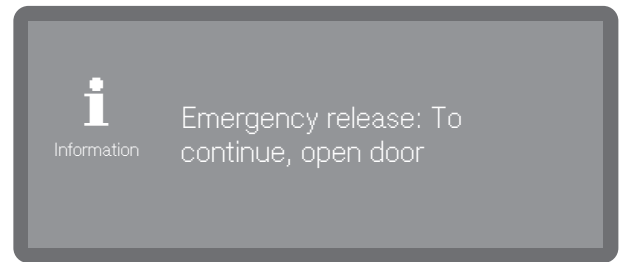 Information
Emergency release: To
continue, open door